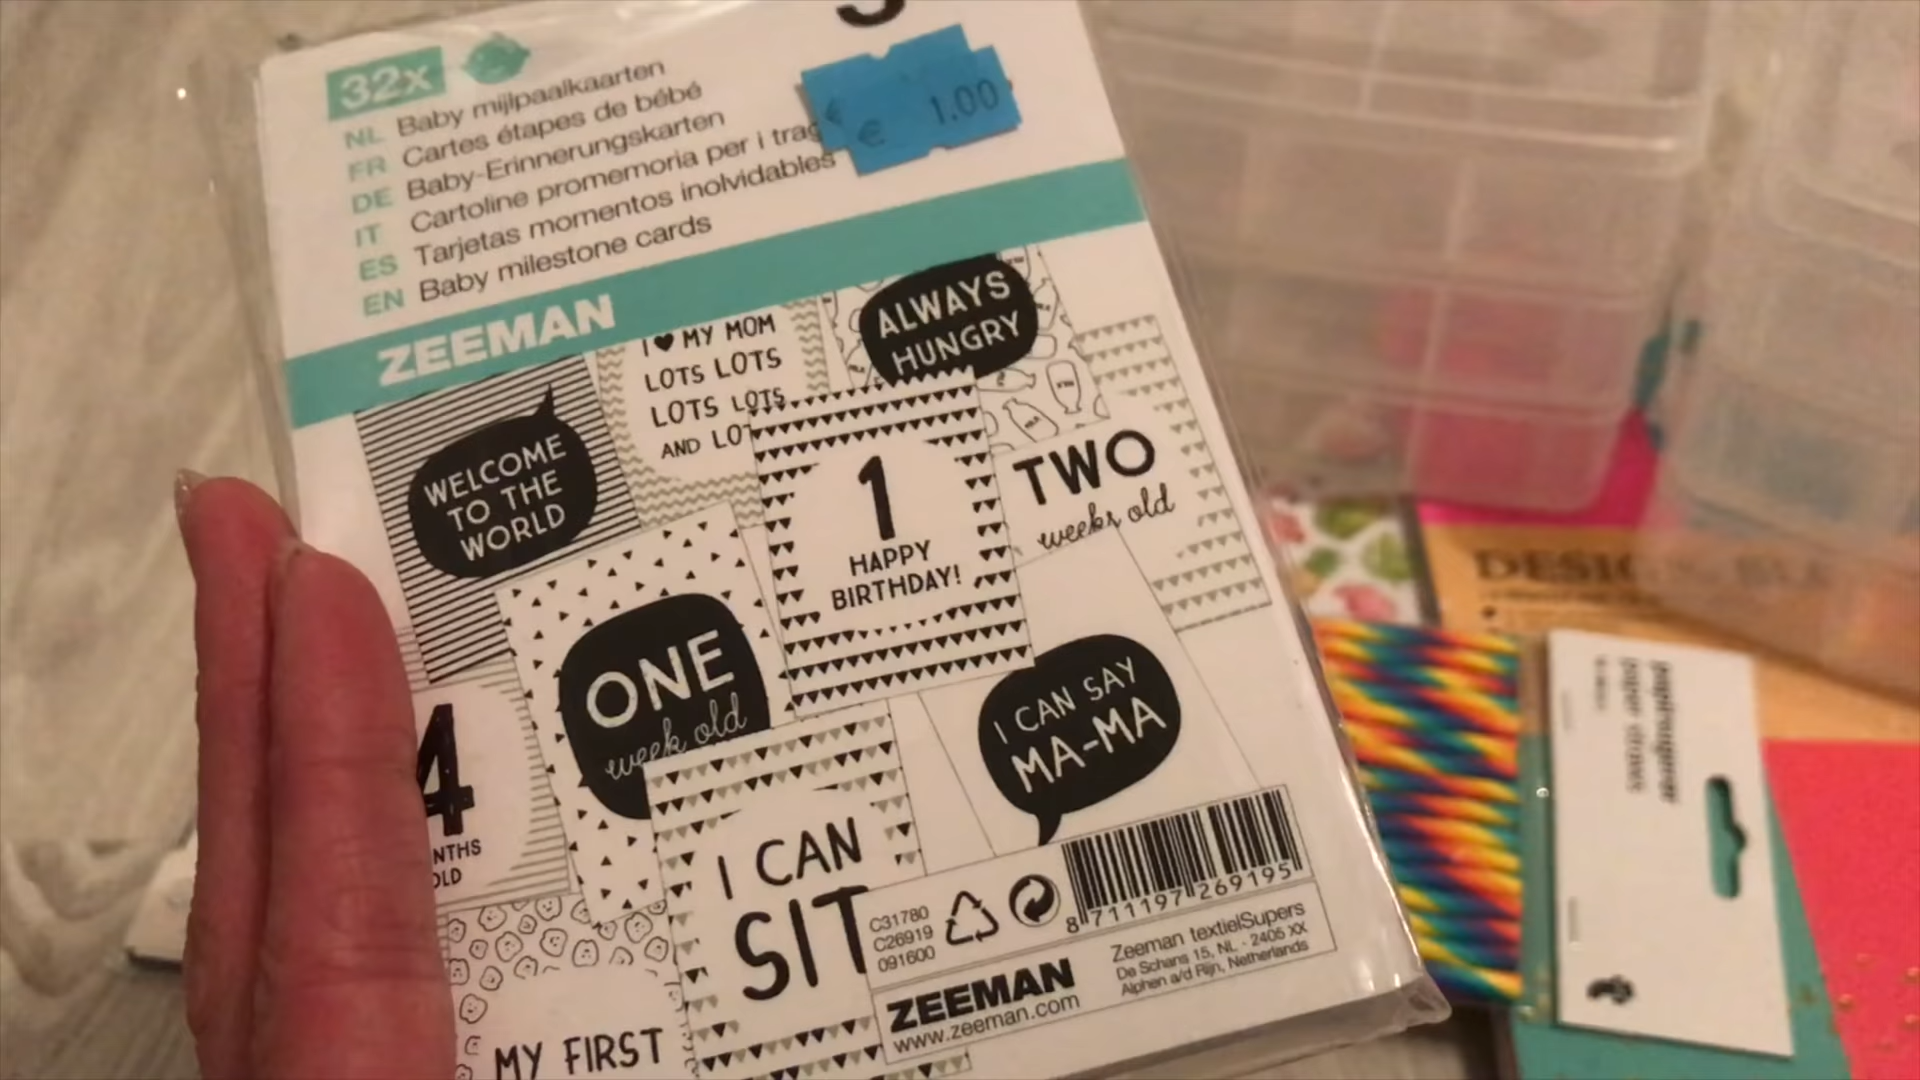 32x
NL Baby mijlpaalkaarten
FR Cartes étapes de bébé
DE Baby-Erinnerungskarten
IT Cartoline promemoria per i
ES Tarjetas momentos inolvidables
EN Baby milestone cards
€
€ 1.00
ZEEMAN
I ♥ MY MOM
LOTS LOTS
LOTS LOTS
AND
ALWAYS
HUNGRY
WELCOME
TO THE
WORLD
1
HAPPY
BIRTHDAY!
TWO
weeks old
ONE
week old
I CAN SAY
MA-MA
4
I CAN
SIT
MY FIRST
C31780
C26919
091600
8 711197 269195
Zeeman textielSupers
De Schans 15, NL - 2405 XX
Alphen a/d Rijn, Netherlands
ZEEMAN
www.zeeman.com
paper straws